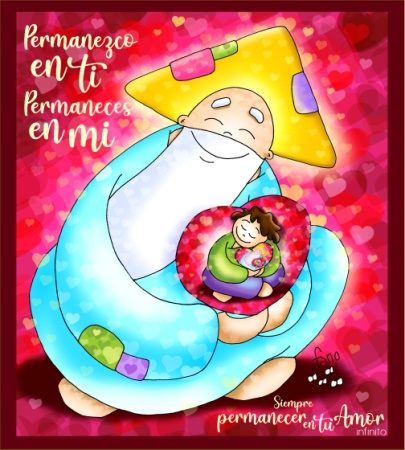 Permanezco
en ti
Permaneces
en mi
fano
Siempre
permanecer en tu Amor
infinito